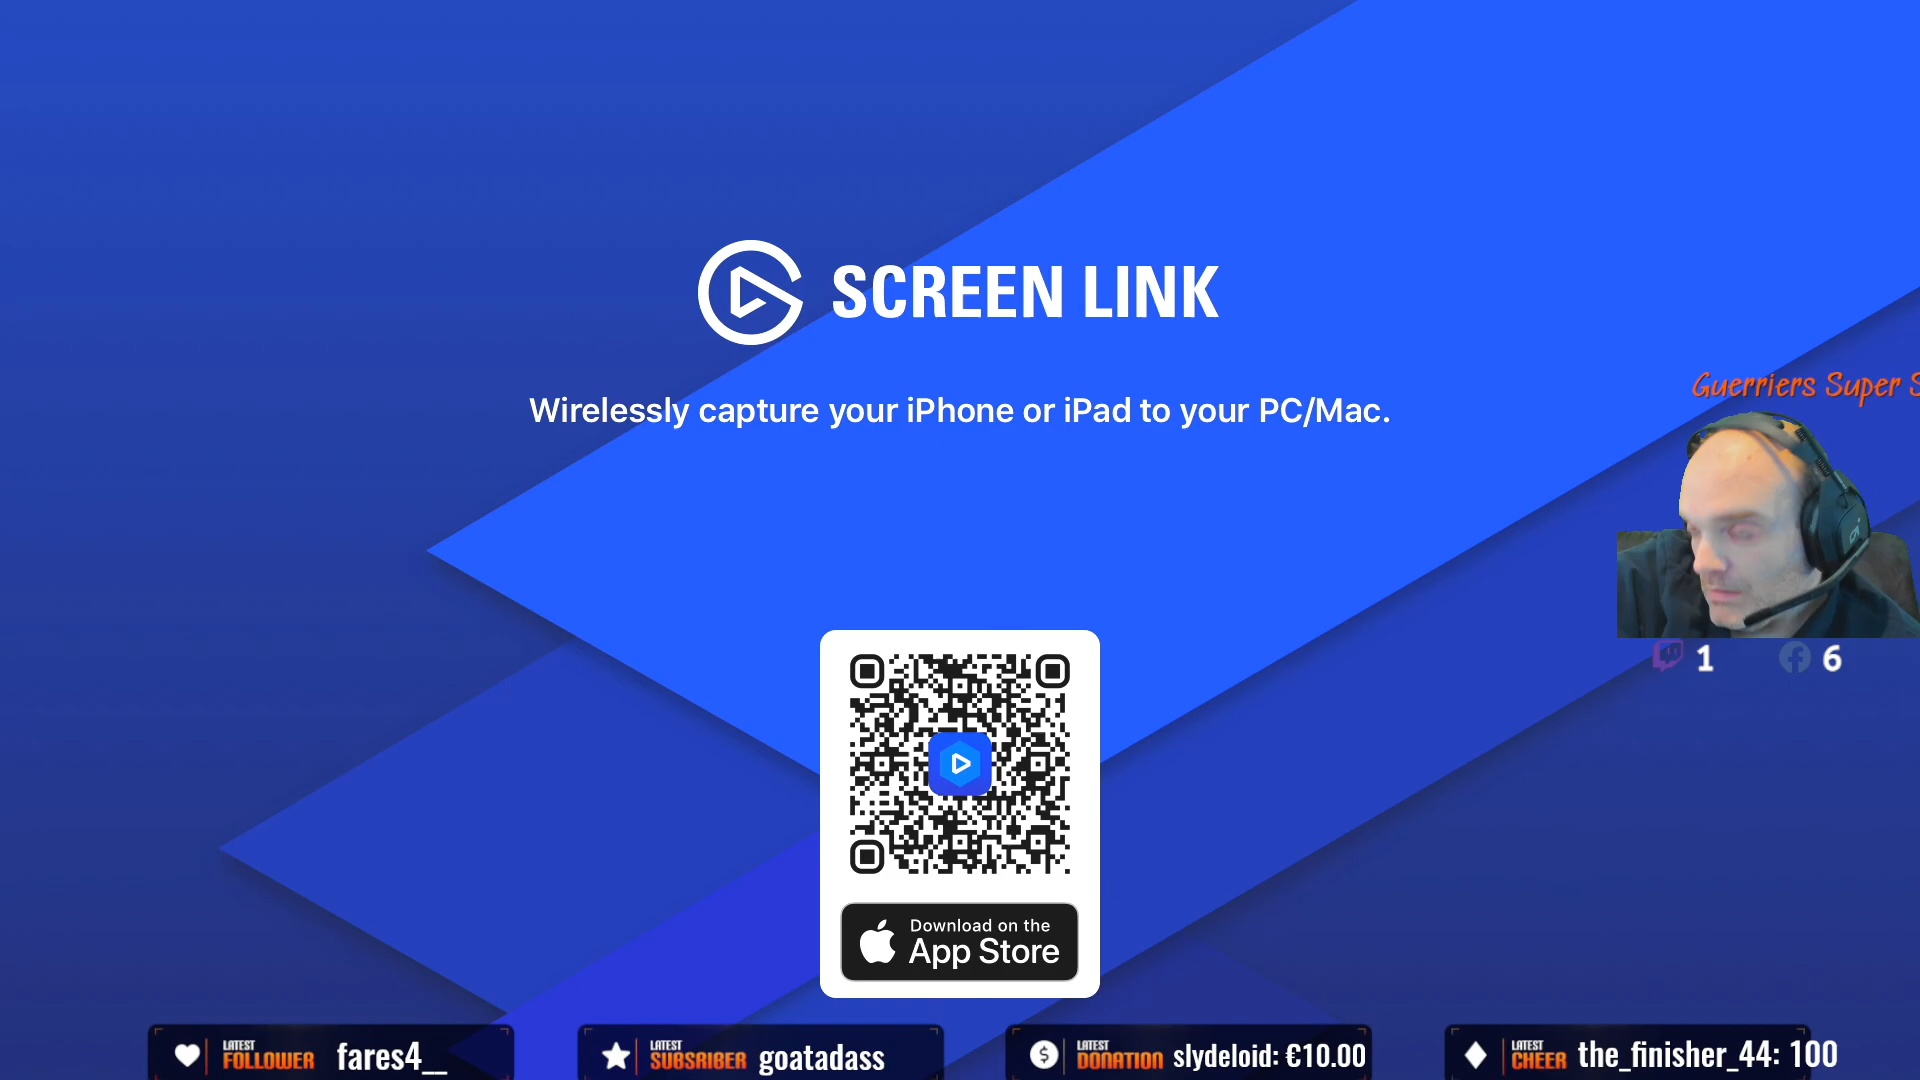 SCREEN LINK
Wirelessly capture your iPhone or iPad to your PC/Mac.
Guerriers Super S
1
6
Download on the
App Store
LATEST
FOLLOWER
fares4__
LATEST
SUBSRIBER
goatadass
LATEST
DONATION
slydeloid: €10.00
LATEST
CHEER
the_finisher_44: 100